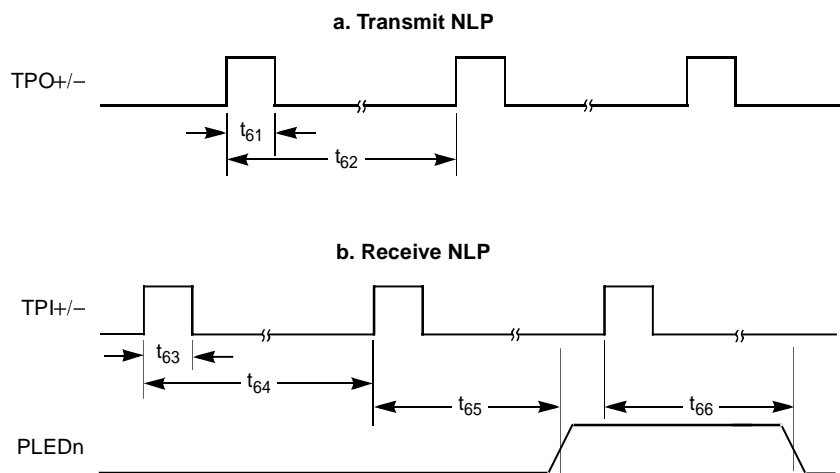 a. Transmit NLP
TPO+/−
t61
t62
b. Receive NLP
TPI+/−
t63
t64
t65
t66
PLEDn